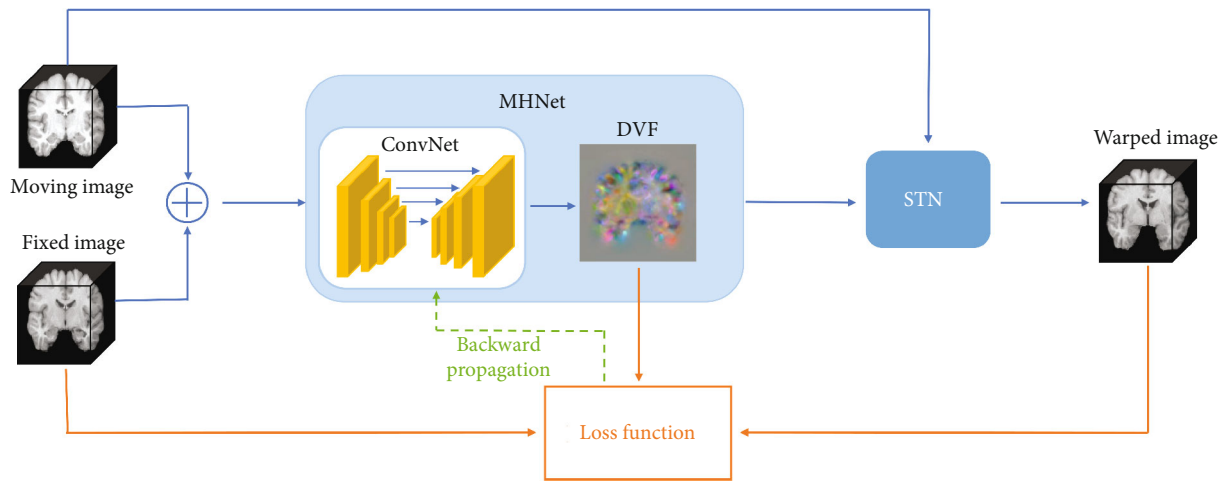 MHNet
ConvNet
DVF
Moving image
Fixed image
STN
Warped image
Backward
propagation
Loss function